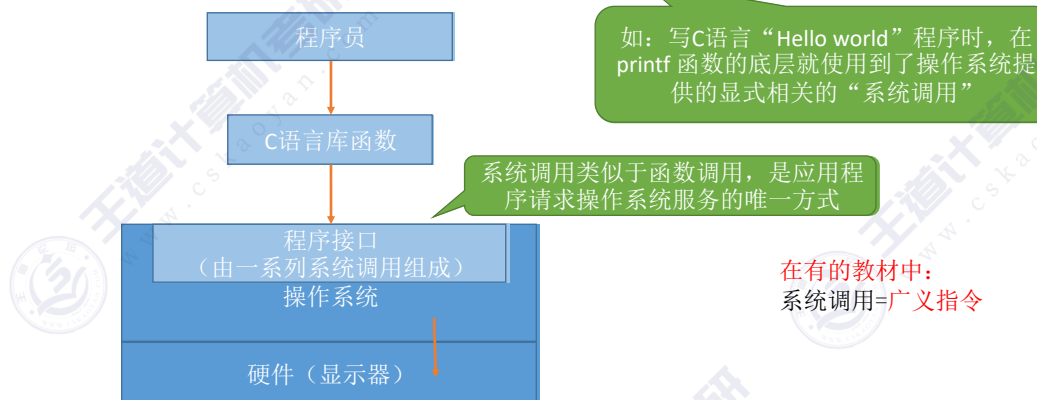 程序员
如：写C语言“Hello world”程序时，在
printf 函数的底层就使用到了操作系统提
供的显式相关的“系统调用”
C语言库函数
系统调用类似于函数调用，是应用程
序请求操作系统服务的唯一方式
程序接口
（由一系列系统调用组成）
操作系统
在有的教材中：
系统调用=广义指令
硬件（显示器）